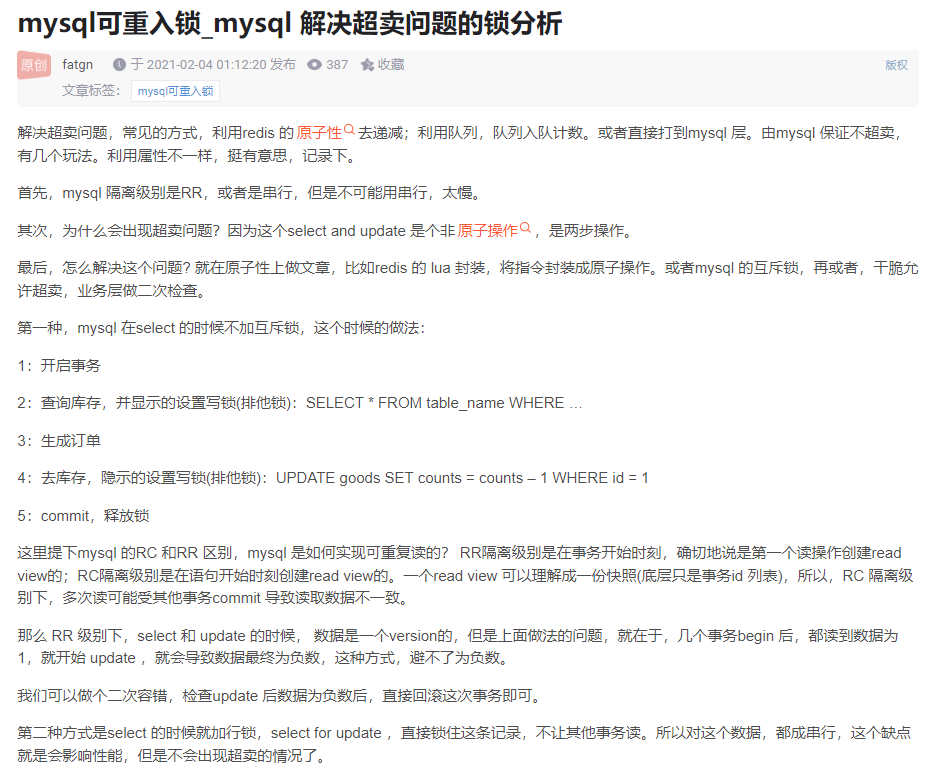 mysql可重入锁_mysql 解决超卖问题的锁分析
原创 fatgn 于 2021-02-04 01:12:20 发布 387 收藏 版权
文章标签： mysql可重入锁
解决超卖问题，常见的方式，利用redis 的 原子性 去递减；利用队列，队列入队计数。或者直接打到mysql 层。由mysql 保证不超卖，
有几个玩法。利用属性不一样，挺有意思，记录下。
首先，mysql 隔离级别是RR，或者是串行，但是不可能用串行，太慢。
其次，为什么会出现超卖问题？因为这个select and update 是个非 原子操作 ，是两步操作。
最后，怎么解决这个问题? 就在原子性上做文章，比如redis 的 lua 封装，将指令封装成原子操作。或者mysql 的互斥锁，再或者，干脆允
许超卖，业务层做二次检查。
第一种，mysql 在select 的时候不加互斥锁，这个时候的做法：
1：开启事务
2：查询库存，并显示的设置写锁(排他锁)：SELECT * FROM table_name WHERE …
3：生成订单
4：去库存，隐示的设置写锁(排他锁)：UPDATE goods SET counts = counts – 1 WHERE id = 1
5：commit，释放锁
这里提下mysql 的RC 和RR 区别，mysql 是如何实现可重复读的？ RR隔离级别是在事务开始时刻，确切地说是第一个读操作创建read
view的；RC隔离级别是在语句开始时刻创建read view的。一个read view 可以理解成一份快照(底层只是事务id 列表)，所以，RC 隔离级
别下，多次读可能受其他事务commit 导致读取数据不一致。
那么 RR 级别下，select 和 update 的时候， 数据是一个version的，但是上面做法的问题，就在于，几个事务begin 后，都读到数据为
1，就开始 update ，就会导致数据最终为负数，这种方式，避不了为负数。
我们可以做个二次容错，检查update 后数据为负数后，直接回滚这次事务即可。
第二种方式是select 的时候就加行锁，select for update ，直接锁住这条记录，不让其他事务读。所以对这个数据，都成串行，这个缺点
就是会影响性能，但是不会出现超卖的情况了。